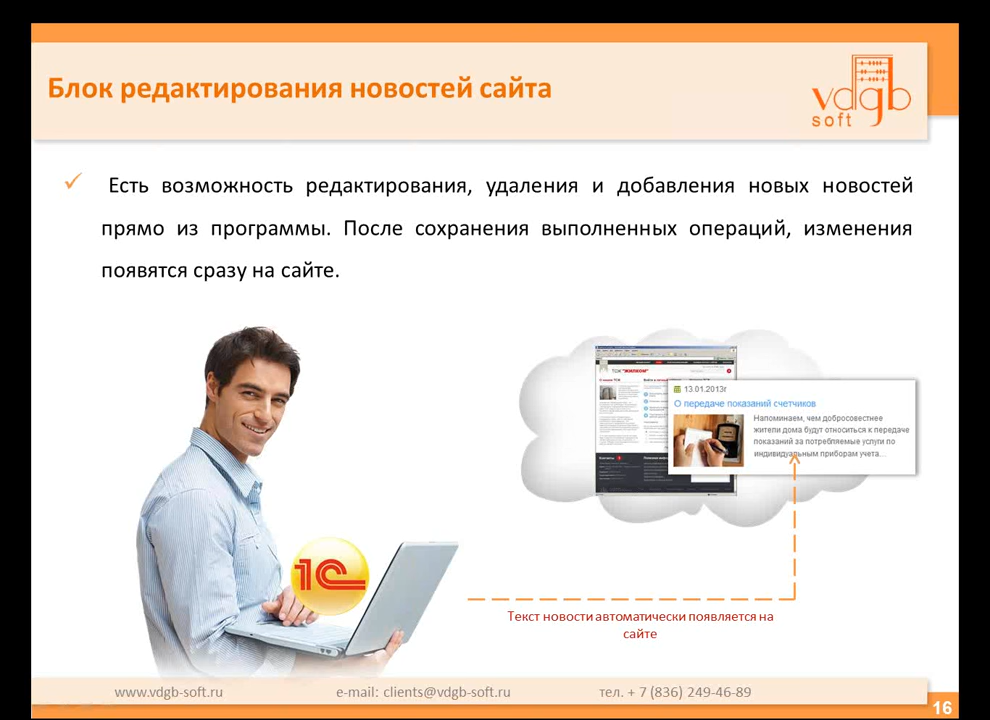 Блок редактирования новостей сайта
vdgb
soft
Есть возможность редактирования, удаления и добавления новых новостей
прямо из программы. После сохранения выполненных операций, изменения
появятся сразу на сайте.
ТСЖ "ЖИЛКОМ"
13.01.2013г
О передаче показаний счетчиков
Напоминаем, чем добросовестнее
жители дома будут относиться к передаче
показаний за потребляемые услуги по
индивидуальным приборам учета...
1С
Текст новости автоматически появляется на
сайте
www.vdgb-soft.ru
e-mail: clients@vdgb-soft.ru
тел. + 7 (836) 249-46-89
16